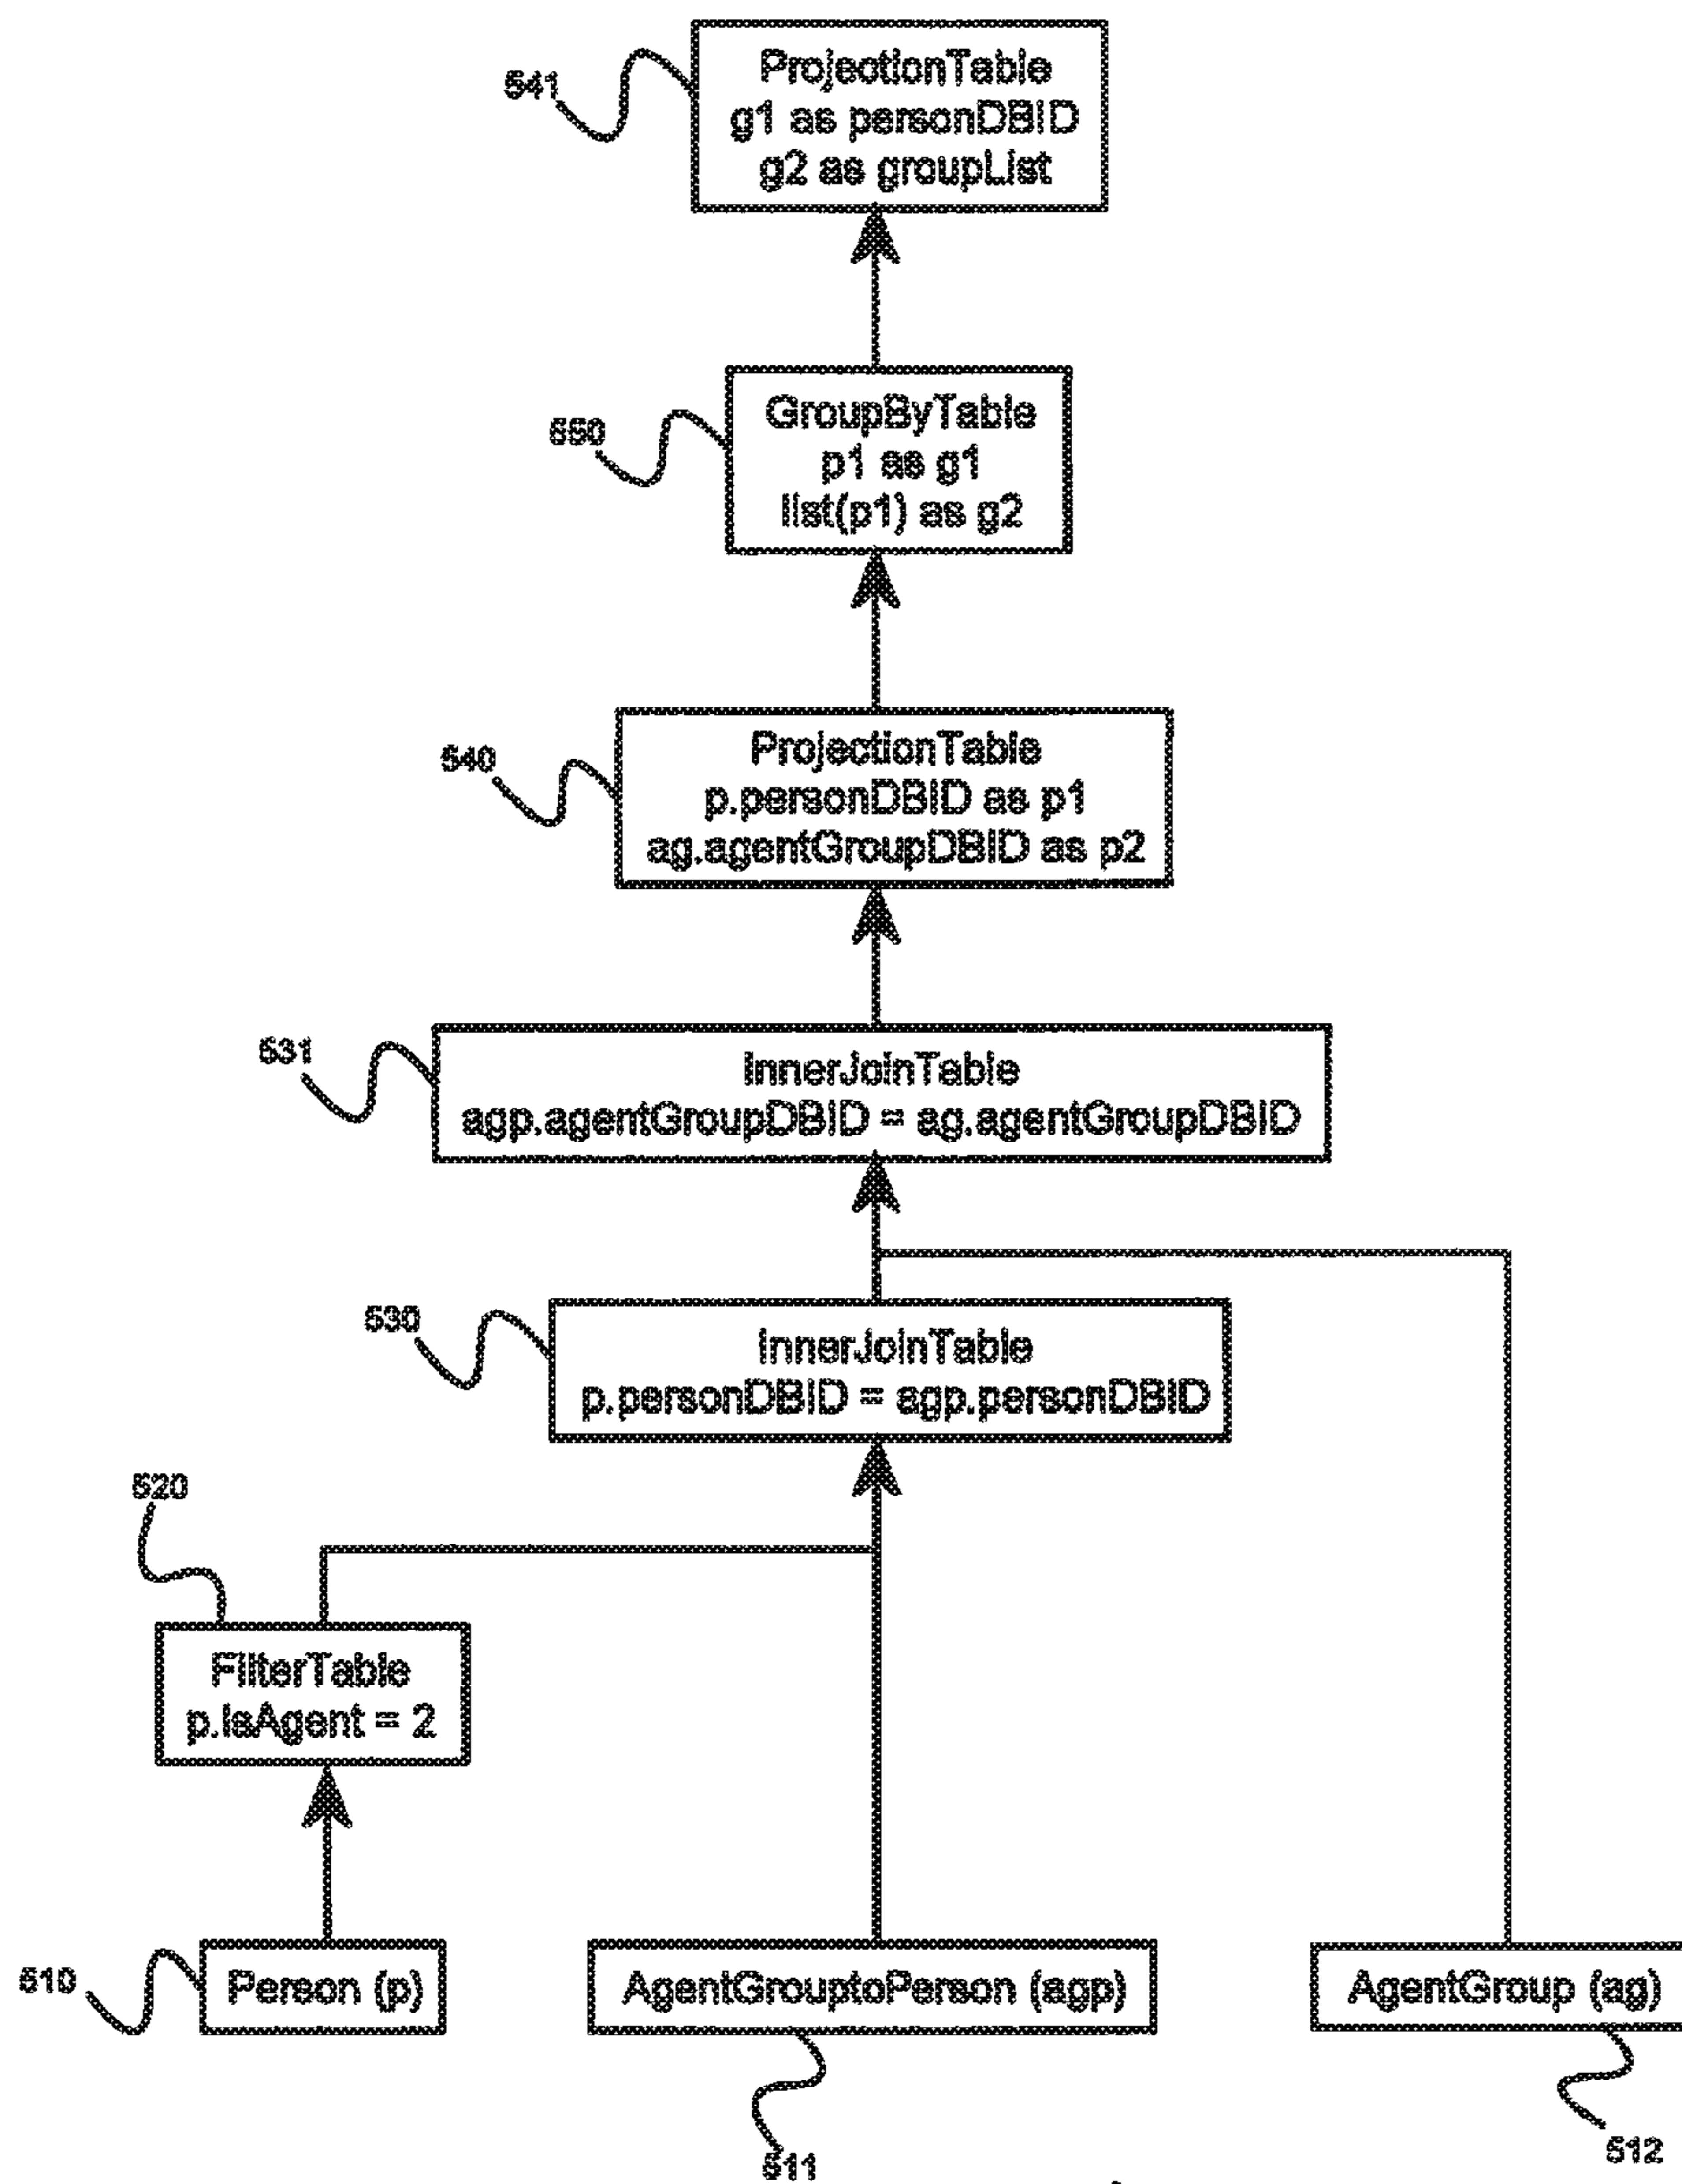 541
ProjectionTable
g1 as personDBID
g2 as groupList
550
GroupByTable
p1 as g1
list(p1) as g2
540
ProjectionTable
p.personDBID as p1
ag.agentGroupDBID as p2
531
InnerJoinTable
agp.agentGroupDBID = ag.agentGroupDBID
530
InnerJoinTable
p.personDBID = agp.personDBID
520
FilterTable
p.isAgent = 2
510
Person (p)
AgentGrouptoPerson (agp)
AgentGroup (ag)
511
512